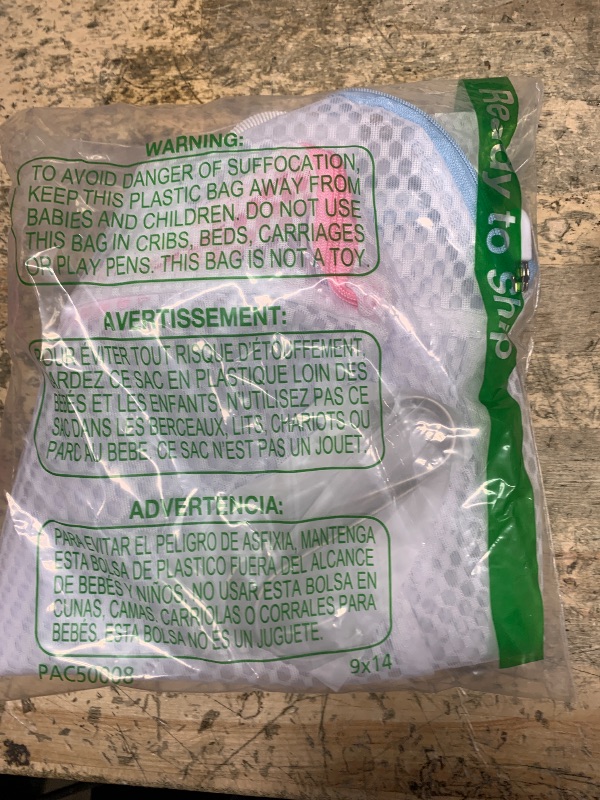 WARNING:
TO AVOID DANGER OF SUFFOCATION,
KEEP THIS PLASTIC BAG AWAY FROM
BABIES AND CHILDREN. DO NOT USE
THIS BAG IN CRIBS, BEDS, CARRIAGES
OR PLAY PENS. THIS BAG IS NOT A TOY.
AVERTISSEMENT:
POUR ÉVITER TOUT RISQUE D'ÉTOUFFEMENT,
ARDEZ CE SAC EN PLASTIQUE LOIN DES
BÉBÉS ET LES ENFANTS. N'UTILISEZ PAS CE
SAC DANS LES BERCEAUX, LITS, CHARIOTS OU
PARC AU BEBE. CE SAC N'EST PAS UN JOUET.
ADVERTENCIA:
PARA EVITAR EL PELIGRO DE ASFIXIA, MANTENGA
ESTA BOLSA DE PLASTICO FUERA DEL ALCANCE
DE BEBÉS Y NIÑOS. NO USAR ESTA BOLSA EN
CUNAS, CAMAS, CARRIOLAS O CORRALES PARA
BEBÉS. ESTA BOLSA NO ES UN JUGUETE.
PAC50008
9x14
Ready to Ship